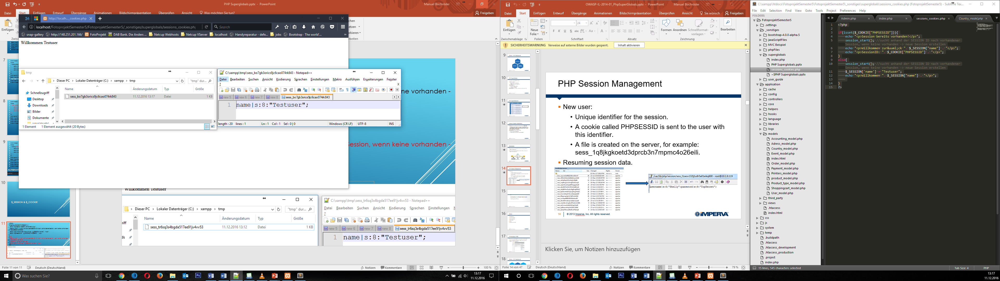 PHP Superglobals.pptx - PowerPoint
Manuel Bochröder
Datei Start Einfügen Entwurf Übergänge Animationen Bildschirmpräsentation Überprüfen Ansicht Was möchten Sie tun? Freigeben
http://localh..._cookies.php
localhost/FotoprojektSemester5/FotoprojektSemester5/_sonstiges/superglobals/sessions_cookies.php
Search
snap-gallery http://148.251.201.166/ FotoProjekt DAB Bank. Die Anders ... Netcup Webhosts Netcup VServer localhost Handyreparatur - defe... jobs Bootstrap - The world'...
Willkommen Testuser
tmp
Dieser PC > Lokaler Datenträger (C:) > xampp > tmp
"tmp" dur...
Name Änderungsdatum Typ Größe
Schnellzugriff
Desktop
Downloads
Bilder
Dokumente
sess_bo7gb3orics9jc6cao074rk843 11.12.2016 13:17 Datei 1 KB
1 Element 1 Element ausgewählt (20 Bytes)
C:\xampp\tmp\sess_bo7gb3orics9jc6cao074rk843 - Notepad++
Datei Bearbeiten Suchen Ansicht Kodierung Sprachen Einstellungen Makro Ausführen Erweiterungen Fenster
? X
new 5 new 6 new 7 new 8 sess_bo7gb3orics9jc6cao074rk843
1 name|s:8:"Testuser";
length : 20 lines : 1 Ln : 1 Col : 1 Sel : 0 | 0 Windows (CR LF) UTF-8 INS
ne vorhanden -
Session, wenn keine vorhanden -
7
8
9
10
$_SESSION & $_COOKIE
11
Willkommen Testuser
Dieser PC > Lokaler Datenträger (C:) > xampp > tmp
"tmp" dur...
Name Änderungsdatum Typ Größe
sess_tr6sq3s4bgda517ee91jv4vv53 11.12.2016 13:12 Datei 1 KB
C:\xampp\tmp\sess_tr6sq3s4bgda517ee91jv4vv53 - Notepad++
Datei Bearbeiten Suchen Ansicht Kodierung Sprachen Einstellungen
?
new 5 new 6 new 7 new 8 sess_tr6sq3s4bgda517ee91jv4vv53
1 name|s:8:"Testuser";
Folie 11 von 11 Deutsch (Deutschland) Notizen Kommentare 100 %
Was suchen Sie?
13:17
11.12.2016
OWASP-IL-2014-01_PhpSuperGlobals.pptx - PowerPoint
Manuel Bochröder
Datei Start Einfügen Entwurf Übergänge Animationen Bildschirmpräsentation Überprüfen Ansicht Sie wünsch Freigeben
Einfügen Neue Folie Formen Anordnen Schnellformat-vorlagen Bearbeiten
Zwischenablage Folien Schriftart Absatz Zeichnung
SICHERHEITSWARNUNG Verweise auf externe Bilder wurden gesperrt. Inhalt aktivieren
9
10
11
12
13
14
15
16
17
18
PHP Session Management
New user:
• Unique identifier for the session.
• A cookie called PHPSESSID is sent to the user with
this identifier.
• A file is created on the server, for example:
sess_1q8jkgkoetd3dprcb3n7mpmc4o26eili.
Resuming session data.
/var/lib/php/session/sess_i1oesv132lj1u8r5a01eikq600 - root@10.1.9.119
username|s:6:"Shelly";password|s:9:"TopSecret";
14 © 2013 Imperva, Inc. All rights reserved.
iMPERVA
Klicken Sie, um Notizen hinzuzufügen
Folie 14 von 47 Deutsch (Deutschland) Notizen Kommentare 79 %
C:\xampp\htdocs\FotoprojektSemester5\FotoprojektSemester5\_sonstiges\superglobals\sessions_cookies.php (FotoprojektSemester5) - Sublime Tex...
File Edit Selection Find View Goto Tools Project Preferences Help
FOLDERS
FotoprojektSemester5
.settings
_sonstiges
bootstrap-4.0.0-alpha.5
javaScriptFiles
MVC Beispiel
phpFiles
superglobals
index.php
PHP Superglobals.pptx
sessions_cookies.php
~$PHP Superglobals.pptx
user_guide
application
cache
config
controllers
core
helpers
hooks
language
libraries
logs
models
Accounting_model.php
Adress_model.php
Country_model.php
Event_model.php
index.html
Order_model.php
Payment_model.php
Printers_model.php
product_model.php
Product_type_model.php
Shoppingcart_model.php
User_model.php
third_party
views
.htaccess
index.html
css
js
system
temp
.buildpath
.htaccess
.htaccess_development
.htaccess_production
.project
index.php
Admin.php index.php sessions_cookies.php Country_model.php
1 <?php
2
3 if(isset($_COOKIE["PHPSESSID"])){
4 echo "<p>Session bereits vorhanden!</p>";
5 session_start(); //sucht anhand der SESSION ID nach vorhandener
Session, wenn keine vorhanden -> neue Session erstellen
6 echo "<p>Willkommen zur&uuml;ck ". $_SESSION["name"] . "</p>";
7 echo "<p>SessionID: ". $_COOKIE["PHPSESSID"] . "</p>";
8 }
9 else{
10 session_start(); //sucht anhand der SESSION ID nach vorhandener
Session, wenn keine vorhanden -> neue Session erstellen
11 $_SESSION['name'] = "Testuser";
12 echo "<p>Willkommen ". $_SESSION["name"] . "</p>";
13
14 }
15 ?>
15 lines, 545 characters selected Tab Size: 4 PHP
13:17
11.12.2016